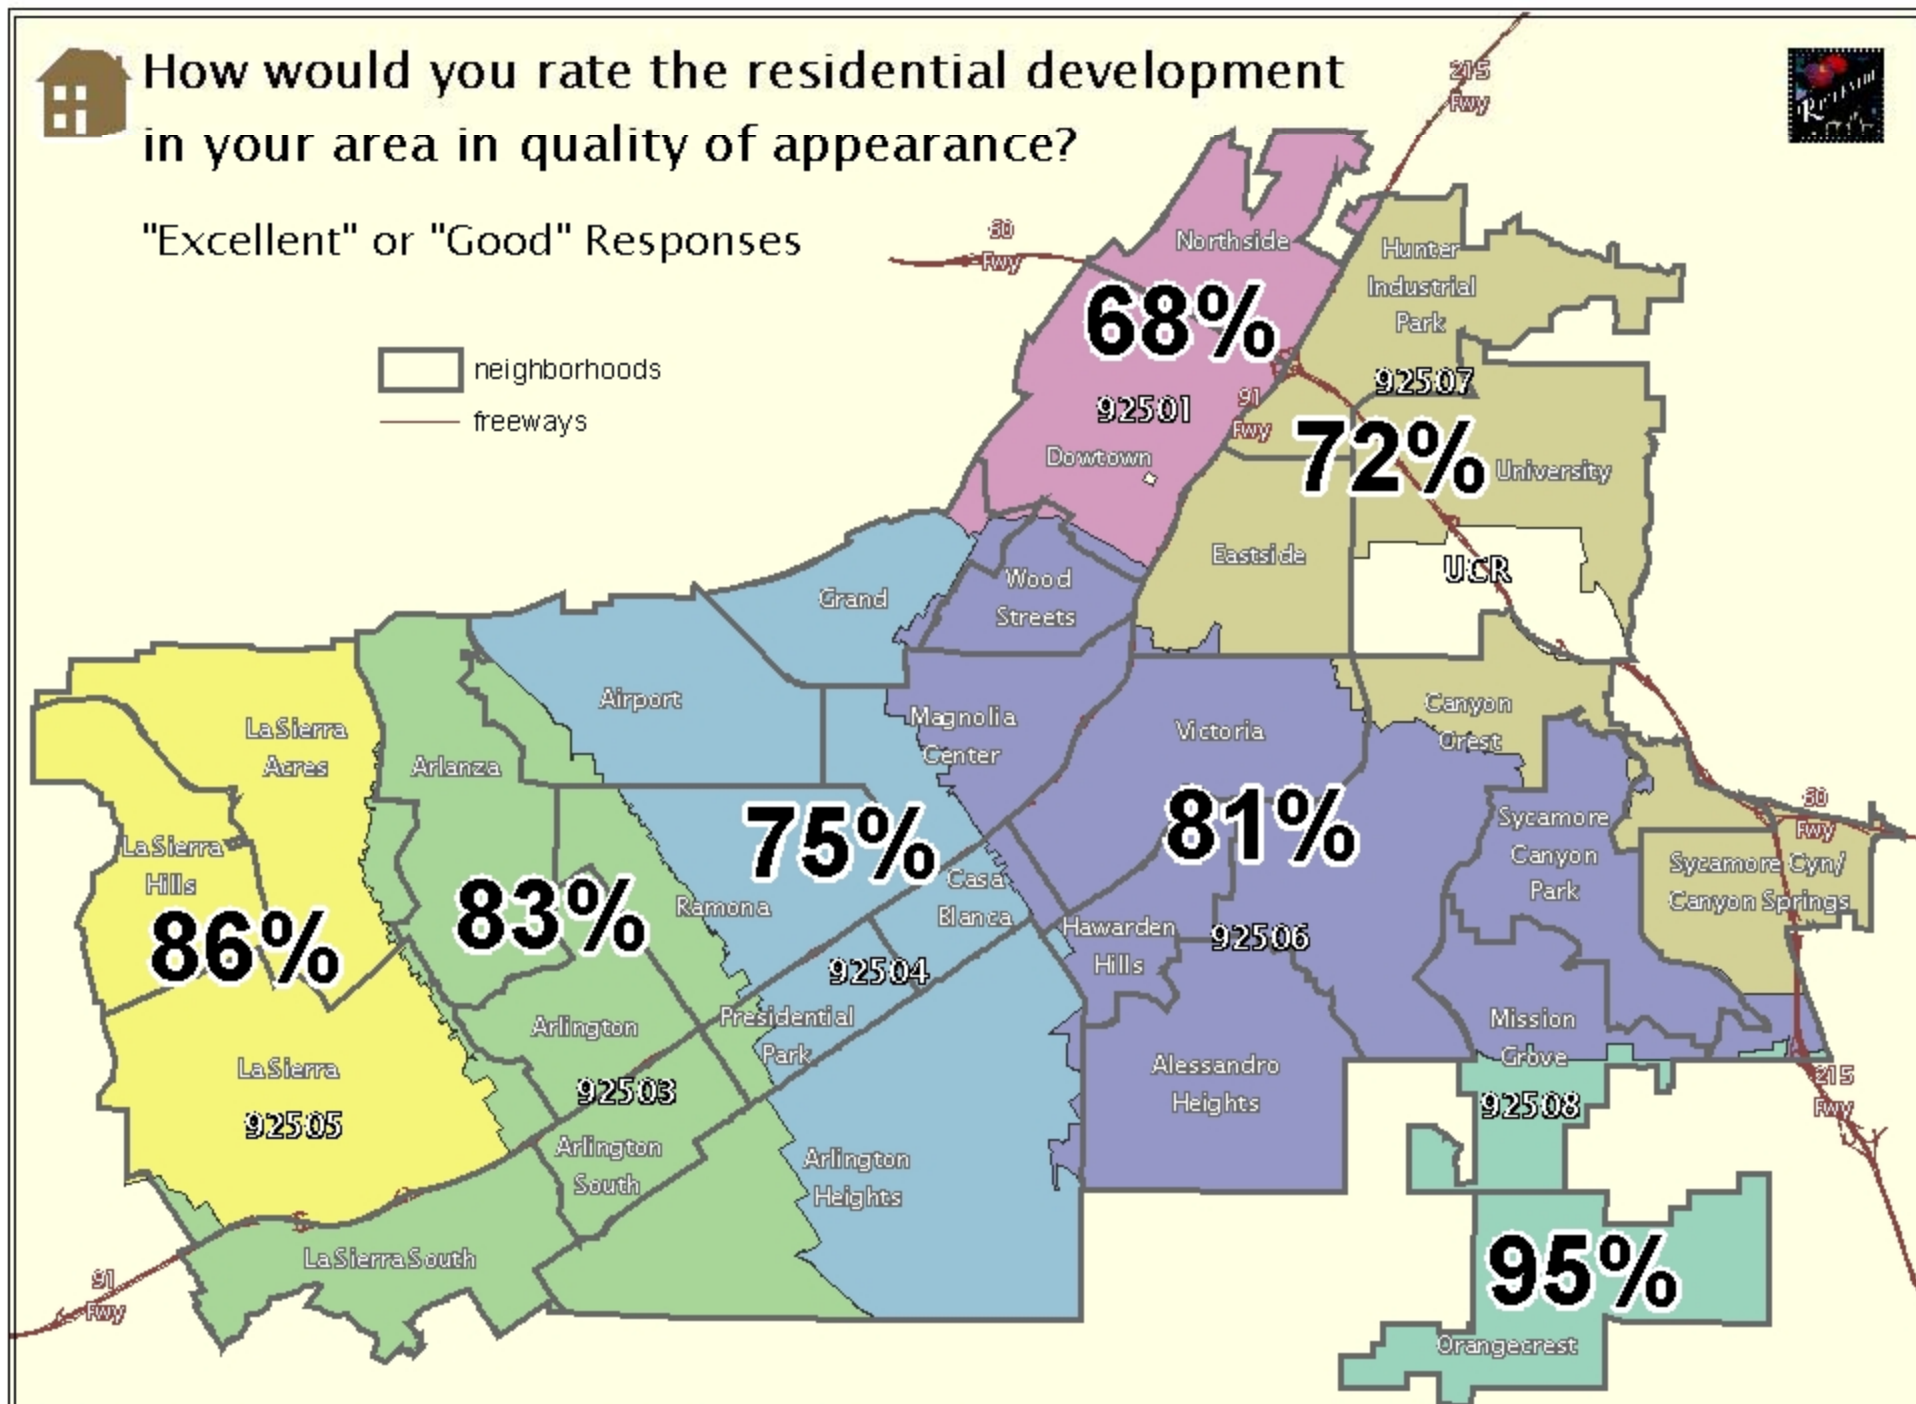 How would you rate the residential development
in your area in quality of appearance?
"Excellent" or "Good" Responses
neighborhoods
freeways
215
Fwy
60
Fwy
Northside
68%
92501
Dowtown
91
Fwy
Hunter
Industrial
Park
92507
72%
University
Eastside
UCR
Wood
Streets
Grand
Airport
Magnolia
Center
Victoria
81%
Canyon
Crest
Sycamore
Canyon
Park
60
Fwy
Sycamore Cyn/
Canyon Springs
La Sierra
Acres
Arlanza
La Sierra
Hills
86%
83%
75%
Ramona
Casa
Blanca
92504
Hawarden
Hills
92506
Presidential
Park
Arlington
92503
La Sierra
92505
Arlington
South
Arlington
Heights
Alessandro
Heights
Mission
Grove
92508
215
Fwy
La Sierra South
91
Fwy
95%
Orangecrest